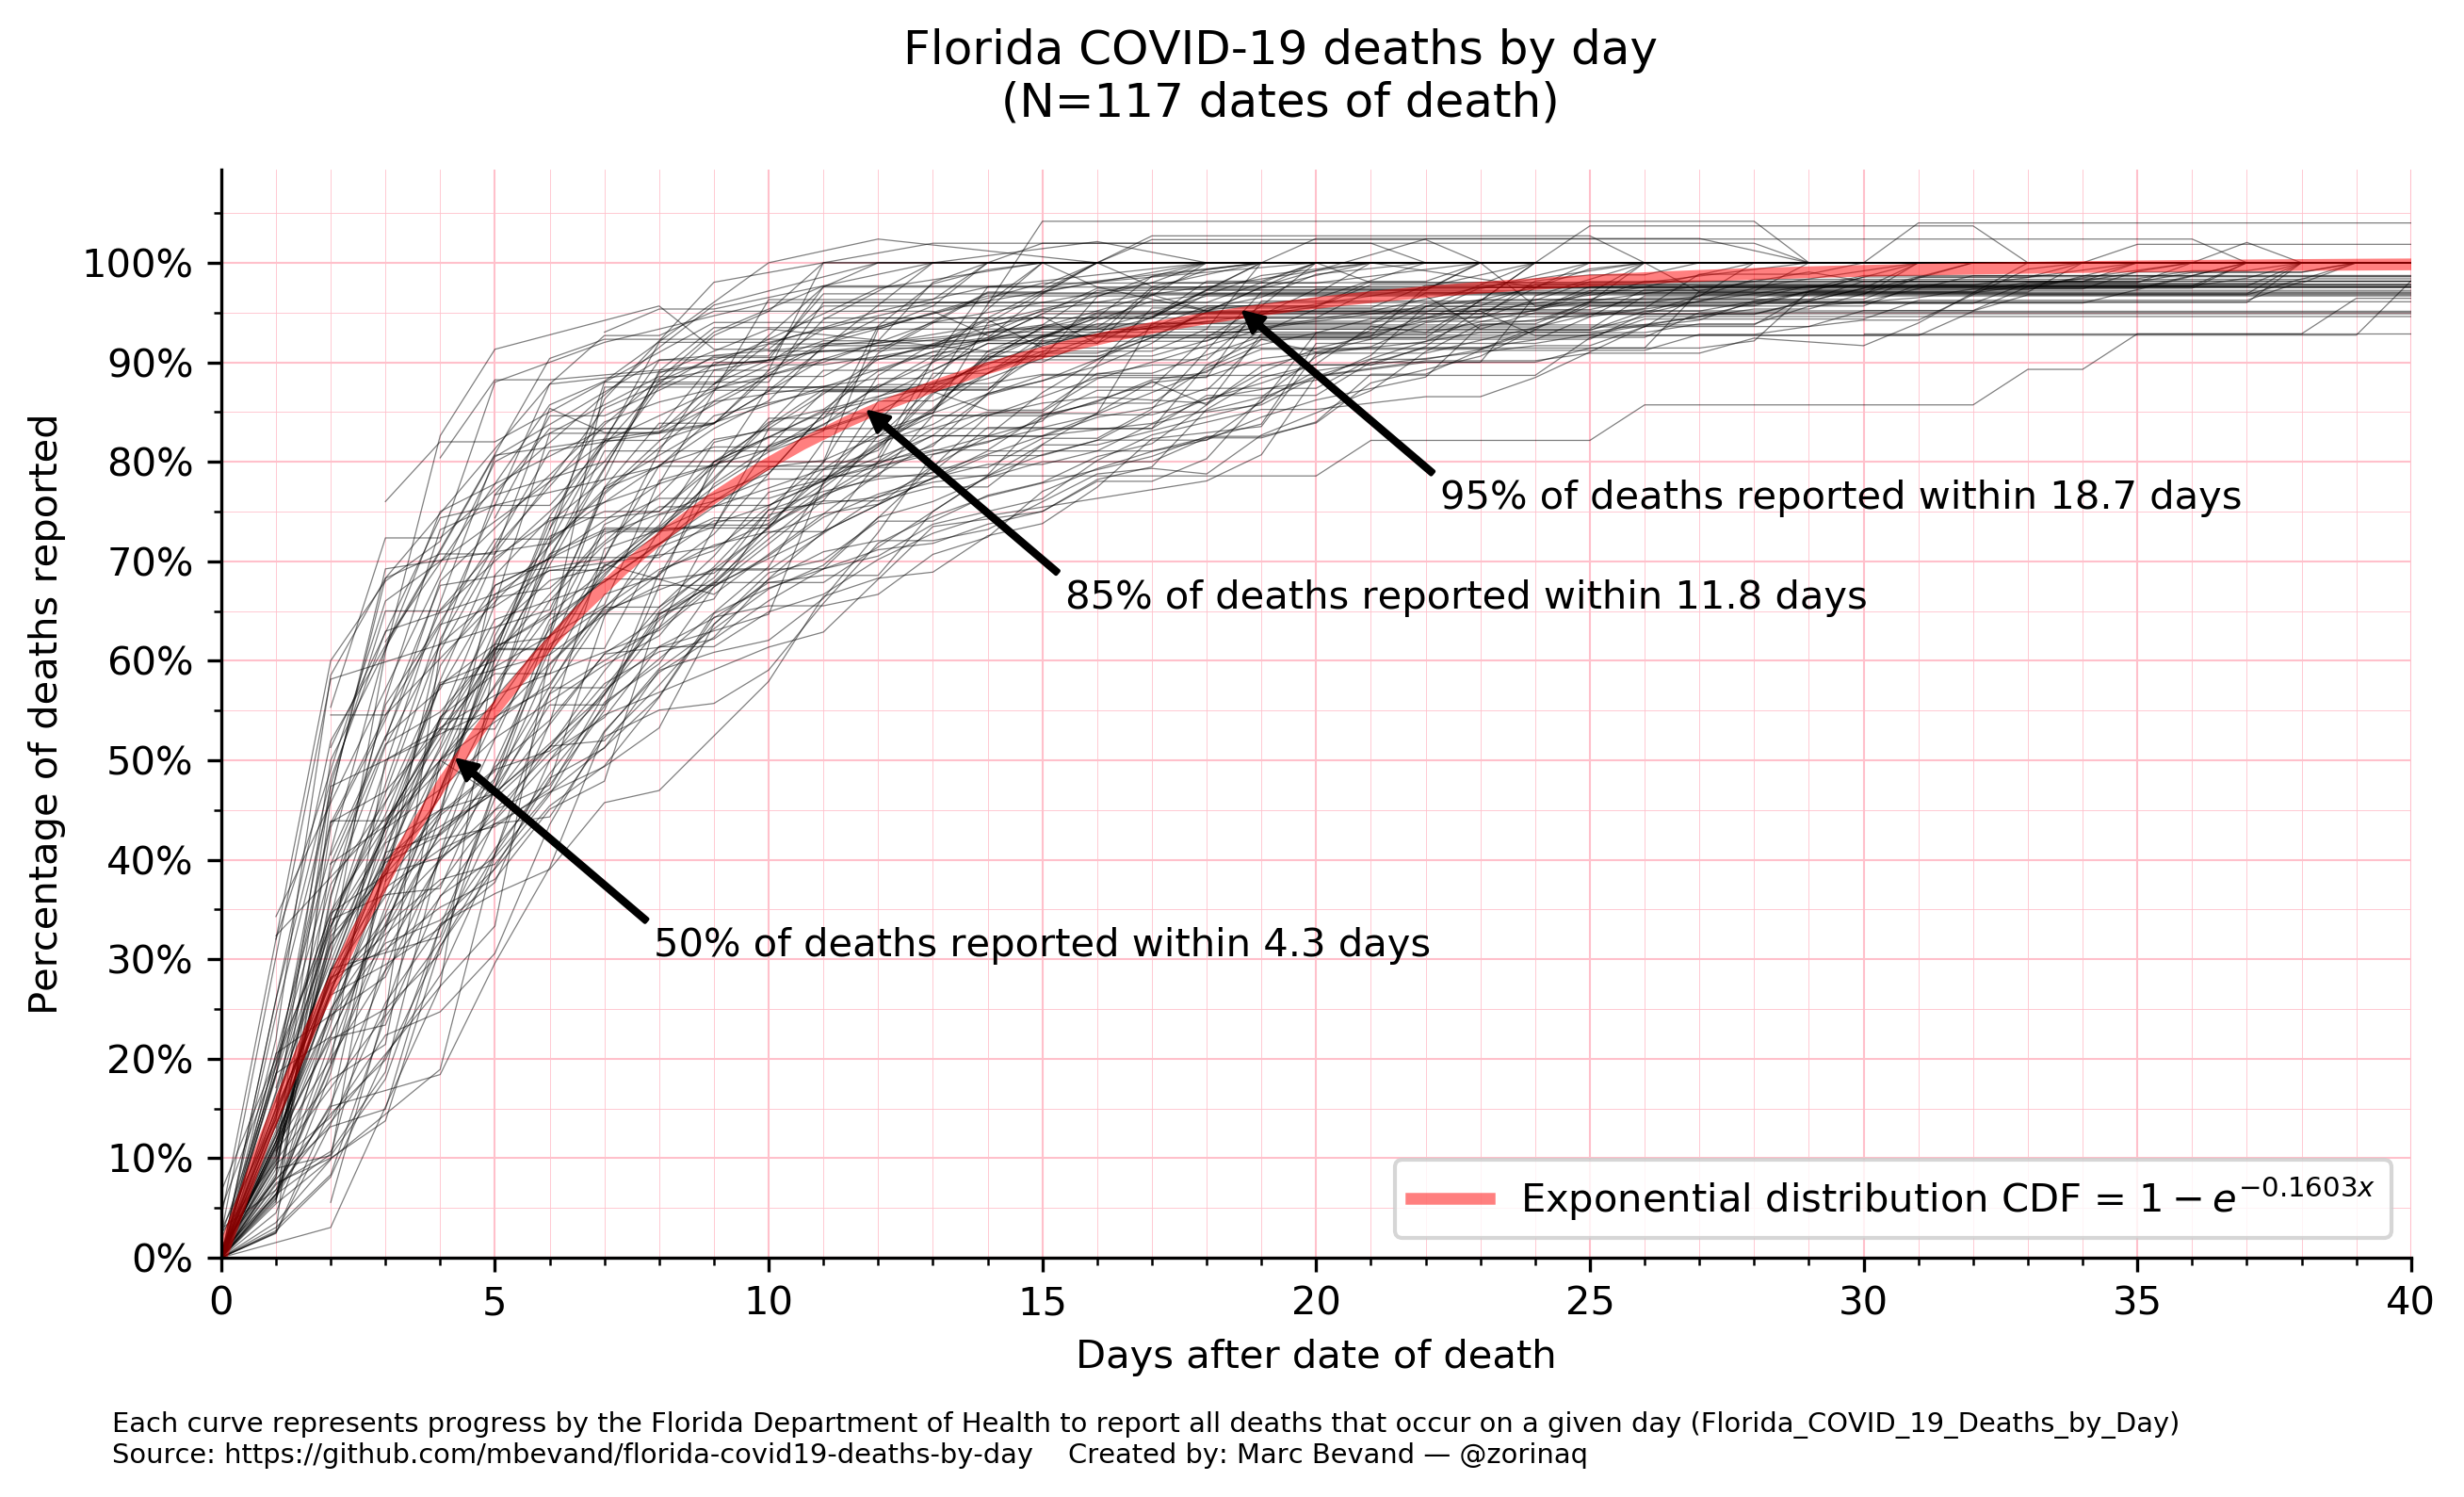 Florida COVID-19 deaths by day
(N=117 dates of death)
Percentage of deaths reported
100%
90%
80%
70%
60%
50%
40%
30%
20%
10%
0%
95% of deaths reported within 18.7 days
85% of deaths reported within 11.8 days
50% of deaths reported within 4.3 days
Exponential distribution CDF = $1 - e^{-0.1603x}$
0 5 10 15 20 25 30 35 40
Days after date of death
Each curve represents progress by the Florida Department of Health to report all deaths that occur on a given day (Florida_COVID_19_Deaths_by_Day)
Source: https://github.com/mbevand/florida-covid19-deaths-by-day Created by: Marc Bevand — @zorinaq